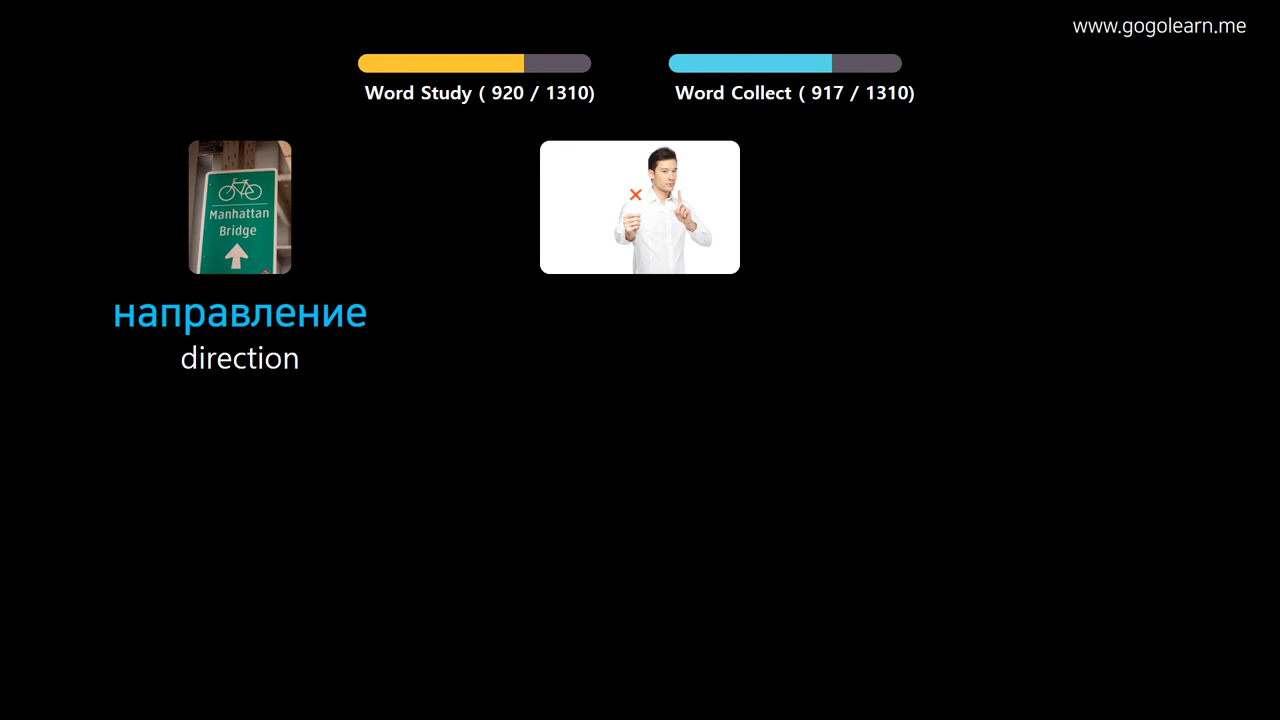 www.gogolearn.me
Word Study ( 920 / 1310)
Word Collect ( 917 / 1310)
Manhattan
Bridge
направление
direction